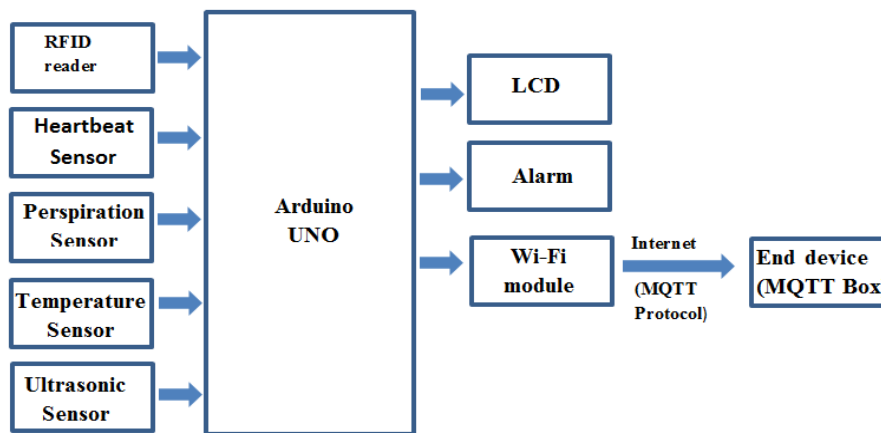 RFID
reader
Heartbeat
Sensor
Perspiration
Sensor
Temperature
Sensor
Ultrasonic
Sensor
Arduino
UNO
LCD
Alarm
Wi-Fi
module
Internet
(MQTT
Protocol)
End device
(MQTT Box